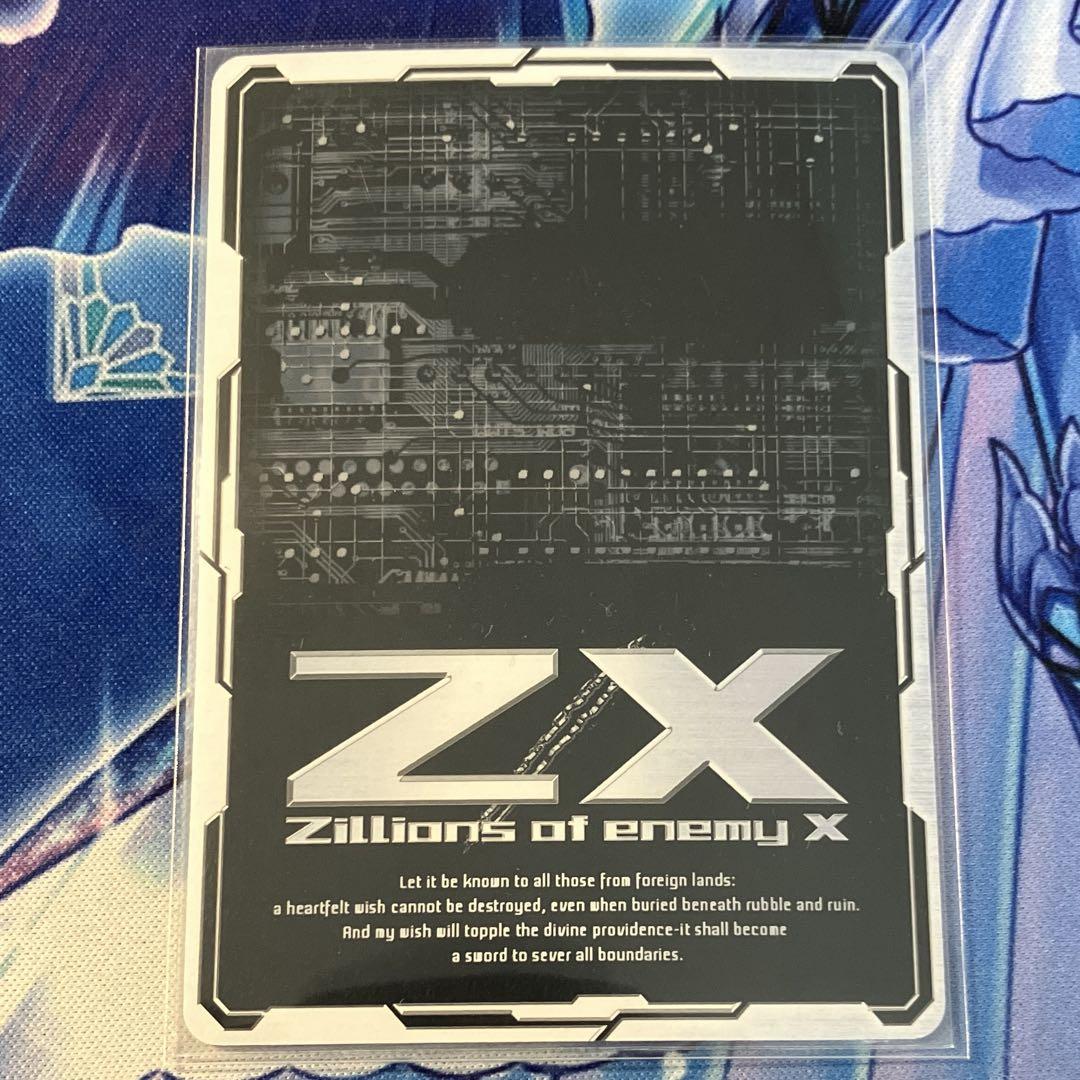 Z/X
Zillions of enemy X
Let it be known to all those from foreign lands:
a heartfelt wish cannot be destroyed, even when buried beneath rubble and ruin.
And my wish will topple the divine providence-it shall become
a sword to sever all boundaries.